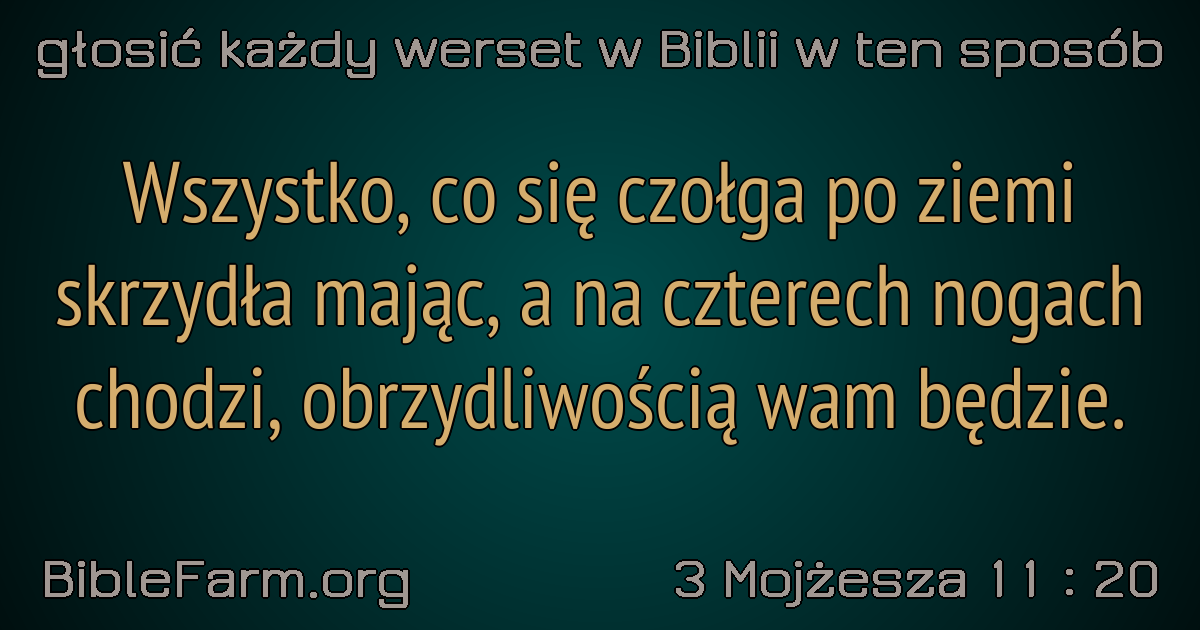 głosić każdy werset w Biblii w ten sposób
Wszystko, co się czołga po ziemi
skrzydła mając, a na czterech nogach
chodzi, obrzydliwością wam będzie.
BibleFarm.org
3 Mojżesza 11 : 20